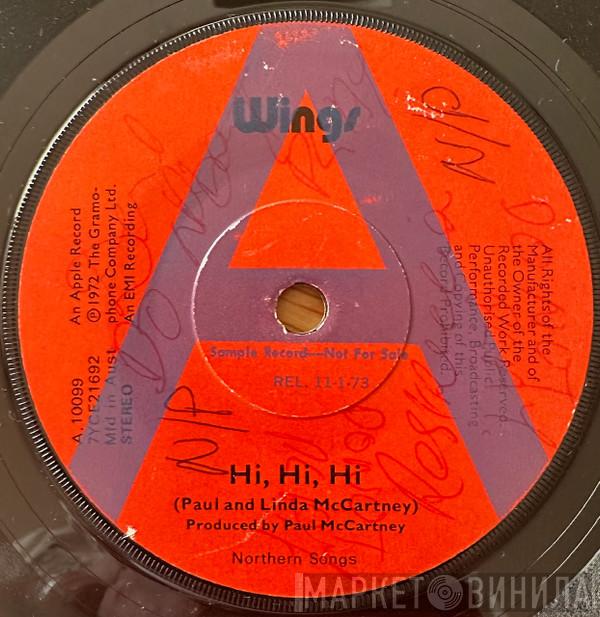 Wings
An Apple Record
℗1972 The Gramo-
phone Company Ltd.
An EMI Recording
A.10099
7YCE21692
Mfd in Aust
STEREO
All Rights of the
Manufacturer and of
the Owner of the
Recorded Work Reserved.
Unauthorised Public
Performance, Broadcasting
and Copying of this
Record Prohibited.
N/P
Sample Record—Not For Sale
REL. 11-1-73
N/P
Hi, Hi, Hi
(Paul and Linda McCartney)
Produced by Paul McCartney
Northern Songs
МАРКЕТ ВИНИЛА